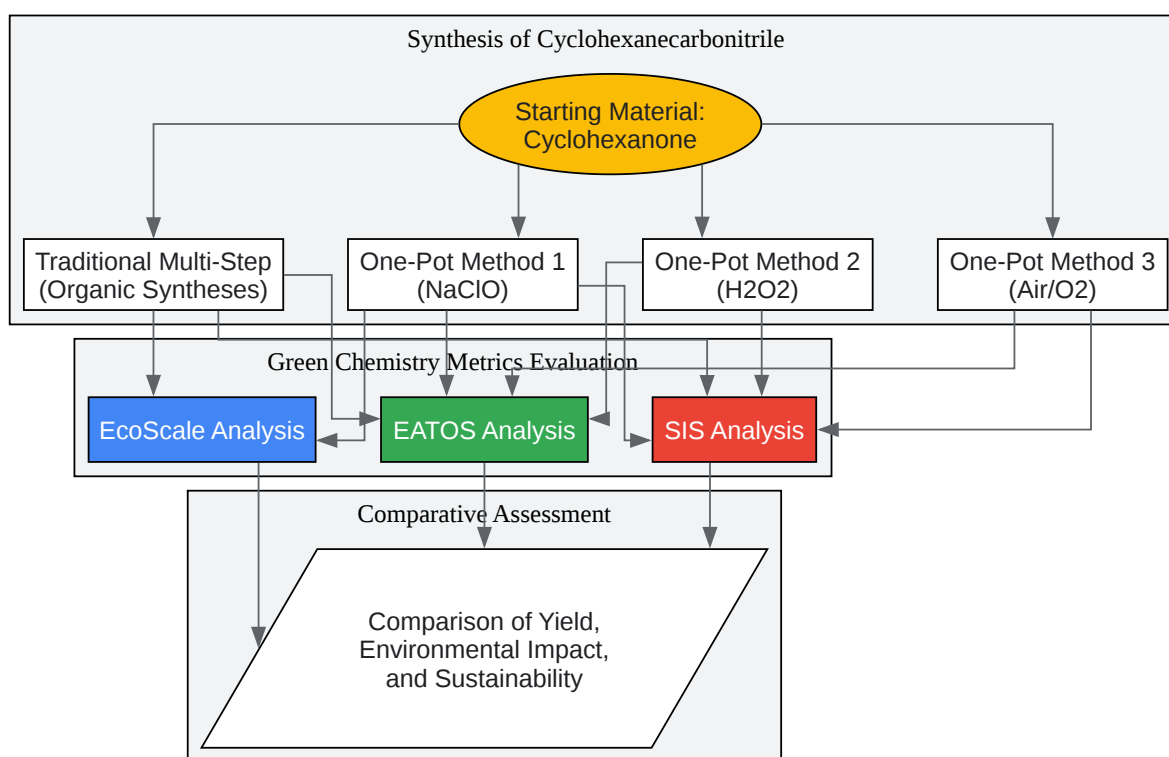 Synthesis of Cyclohexanecarbonitrile
Starting Material:
Cyclohexanone
Traditional Multi-Step
(Organic Syntheses)
One-Pot Method 1
(NaClO)
One-Pot Method 2
(H2O2)
One-Pot Method 3
(Air/O2)
Green Chemistry Metrics Evaluation
EcoScale Analysis
EATOS Analysis
SIS Analysis
Comparative Assessment
Comparison of Yield,
Environmental Impact,
and Sustainability